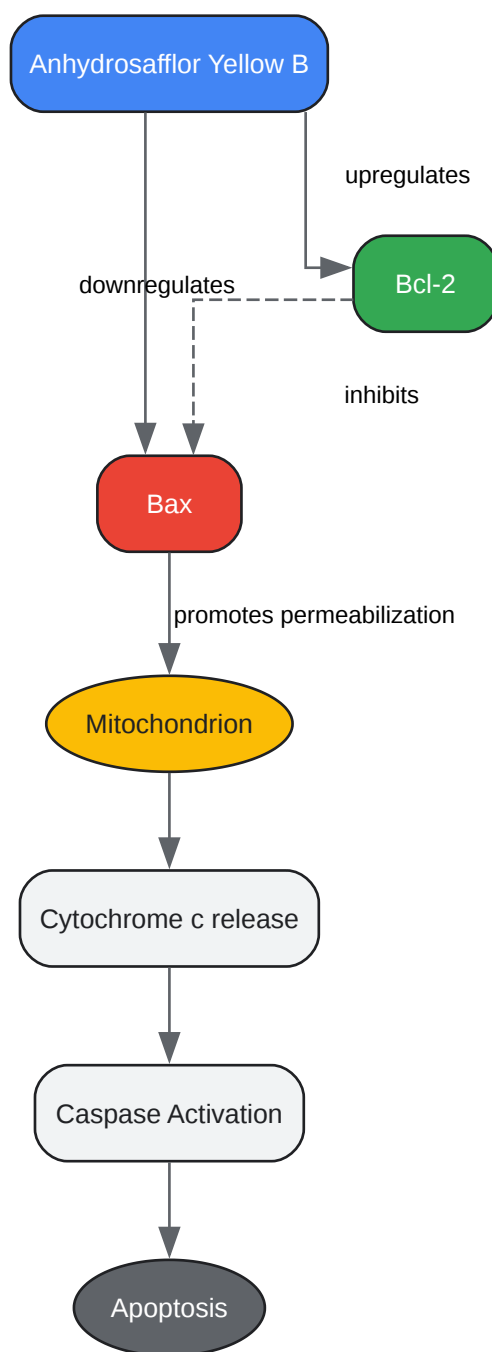 Anhydrosafflor Yellow B
upregulates
downregulates
Bcl-2
inhibits
Bax
promotes permeabilization
Mitochondrion
Cytochrome c release
Caspase Activation
Apoptosis